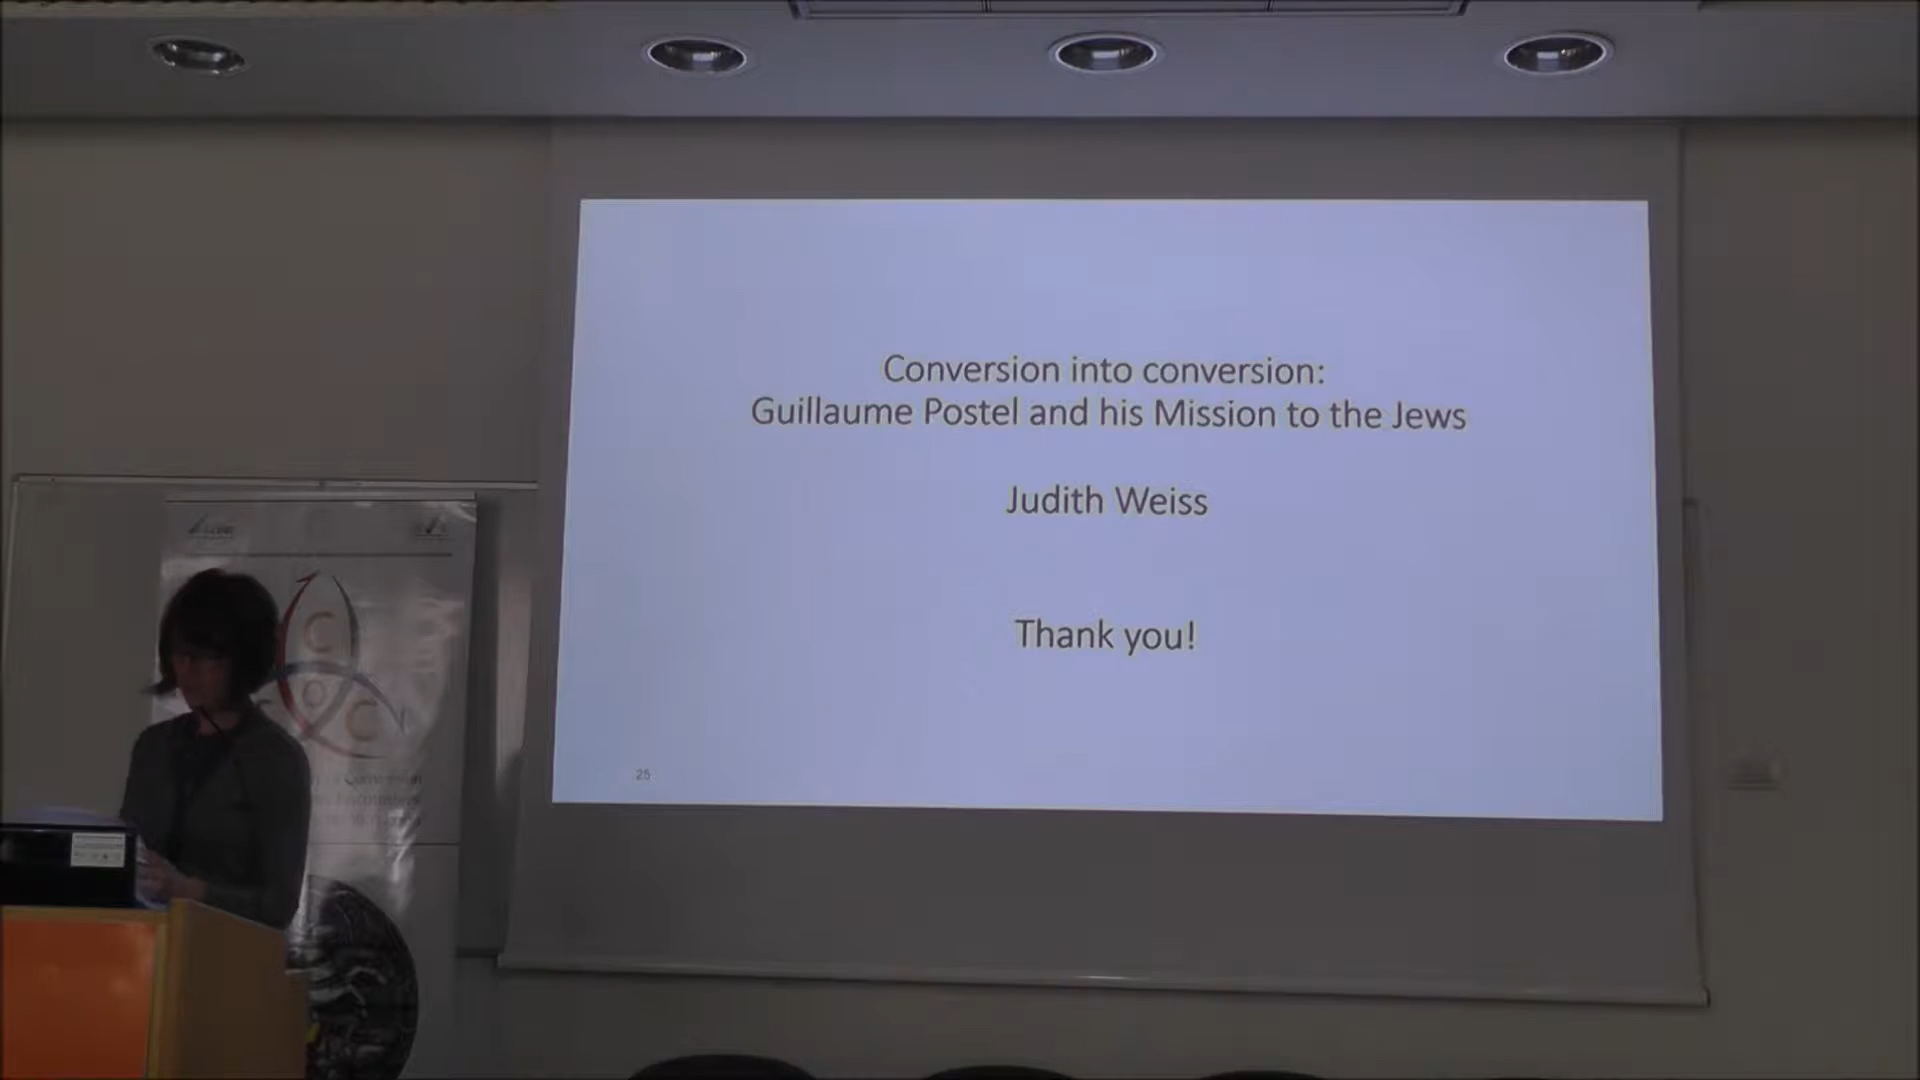 Conversion into conversion:
Guillaume Postel and his Mission to the Jews
Judith Weiss
Thank you!
25
C
O
C